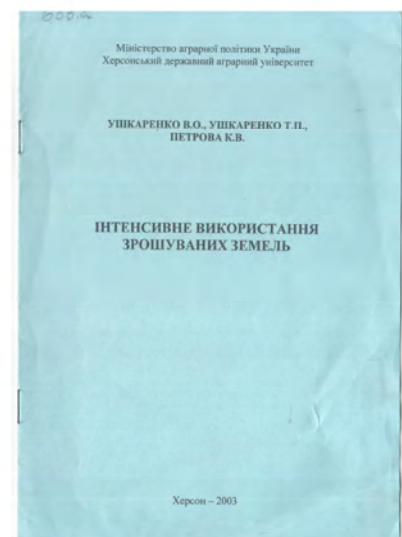 Міністерство аграрної політики України
Херсонський державний аграрний університет
УШКАРЕНКО В.О., УШКАРЕНКО Т.П.,
ПЕТРОВА К.В.
ІНТЕНСИВНЕ ВИКОРИСТАННЯ
ЗРОШУВАНИХ ЗЕМЕЛЬ
Херсон – 2003